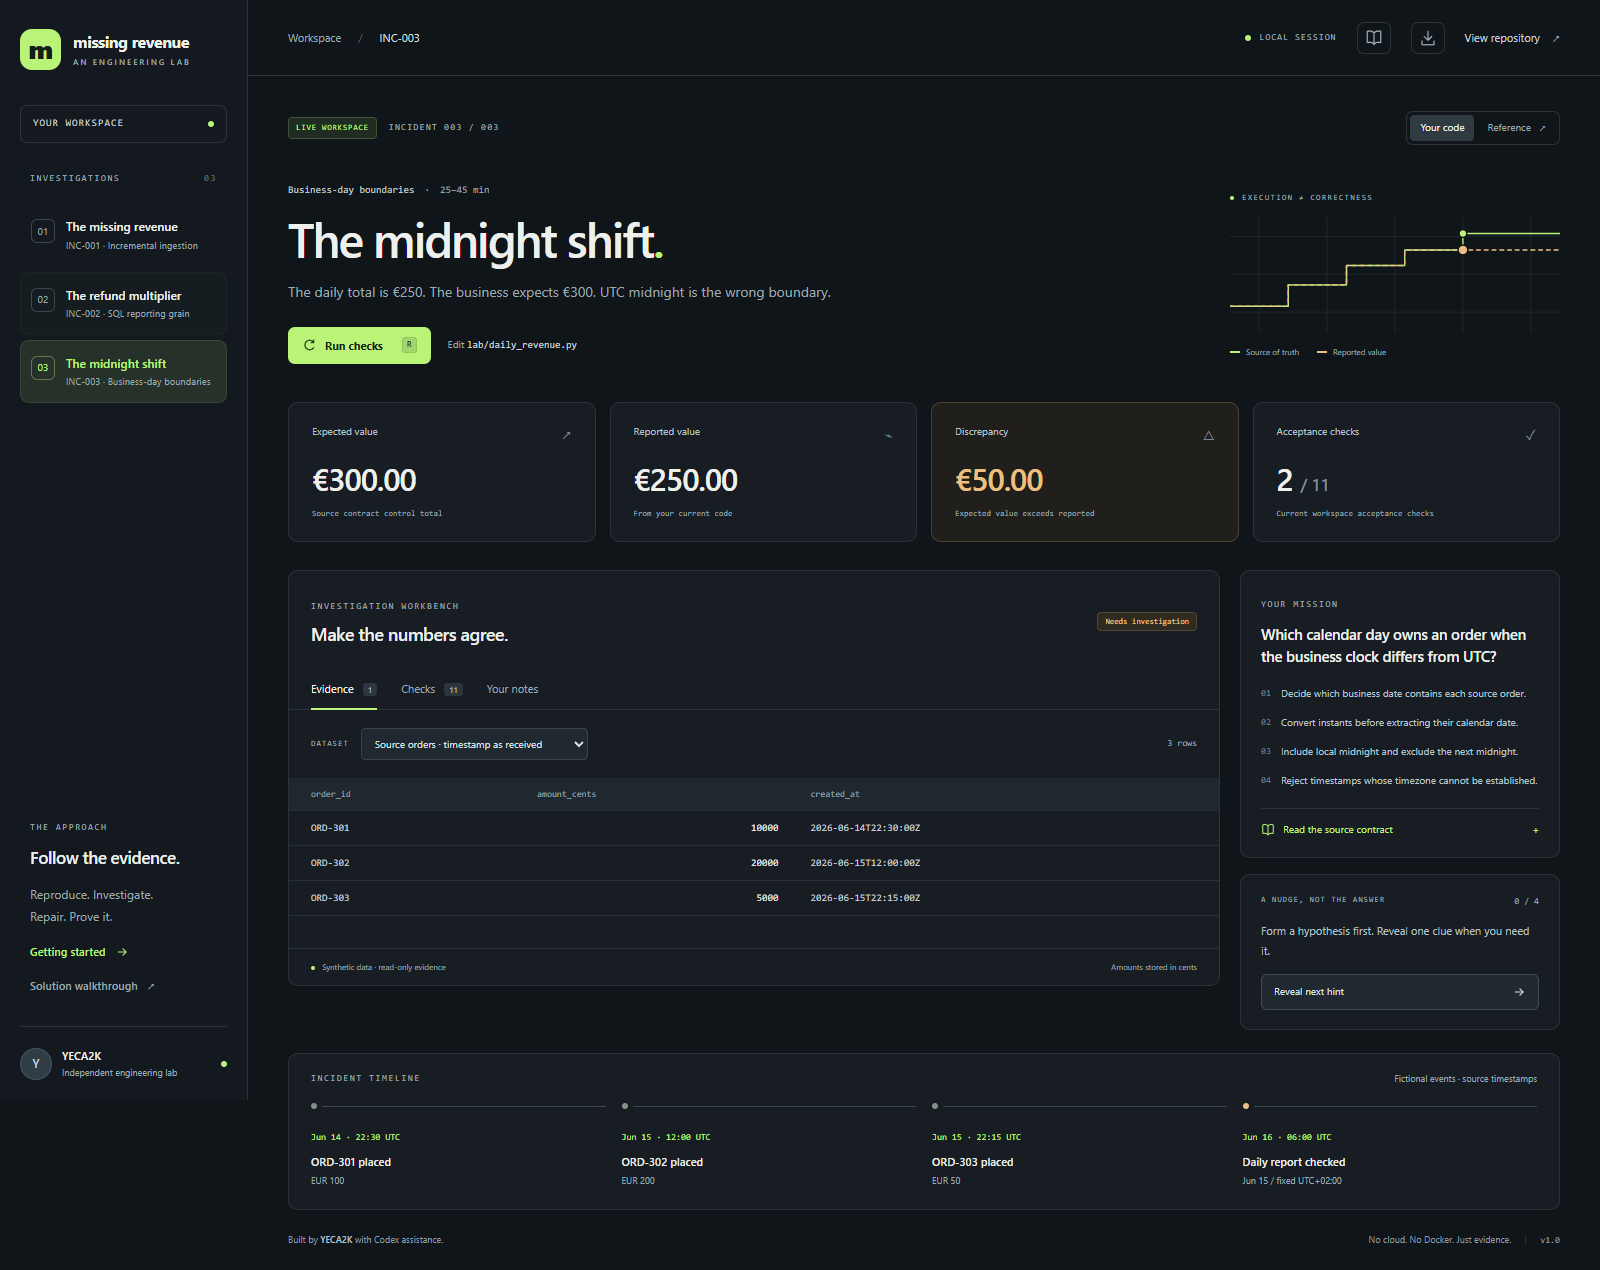 m
missing revenue
AN ENGINEERING LAB
YOUR WORKSPACE
INVESTIGATIONS 03
01 The missing revenue
INC-001 · Incremental ingestion
02 The refund multiplier
INC-002 · SQL reporting grain
03 The midnight shift
INC-003 · Business-day boundaries
THE APPROACH
Follow the evidence.
Reproduce. Investigate.
Repair. Prove it.
Getting started →
Solution walkthrough ↗
Y YECA2K
Independent engineering lab
Workspace / INC-003
LOCAL SESSION
View repository ↗
LIVE WORKSPACE INCIDENT 003 / 003
Your code Reference ↗
Business-day boundaries · 25–45 min
The midnight shift.
The daily total is €250. The business expects €300. UTC midnight is the wrong boundary.
Run checks R Edit lab/daily_revenue.py
EXECUTION ≠ CORRECTNESS
Source of truth Reported value
Expected value ↗
€300.00
Source contract control total
Reported value
€250.00
From your current code
Discrepancy △
€50.00
Expected value exceeds reported
Acceptance checks ✓
2 / 11
Current workspace acceptance checks
INVESTIGATION WORKBENCH
Make the numbers agree.
Needs investigation
Evidence 1 Checks 11 Your notes
DATASET Source orders · timestamp as received 3 rows
order_id amount_cents created_at
ORD-301 10000 2026-06-14T22:30:00Z
ORD-302 20000 2026-06-15T12:00:00Z
ORD-303 5000 2026-06-15T22:15:00Z
Synthetic data · read-only evidence Amounts stored in cents
YOUR MISSION
Which calendar day owns an order when
the business clock differs from UTC?
01 Decide which business date contains each source order.
02 Convert instants before extracting their calendar date.
03 Include local midnight and exclude the next midnight.
04 Reject timestamps whose timezone cannot be established.
Read the source contract +
A NUDGE, NOT THE ANSWER 0 / 4
Form a hypothesis first. Reveal one clue when you need
it.
Reveal next hint →
INCIDENT TIMELINE Fictional events · source timestamps
Jun 14 · 22:30 UTC
ORD-301 placed
EUR 100
Jun 15 · 12:00 UTC
ORD-302 placed
EUR 200
Jun 15 · 22:15 UTC
ORD-303 placed
EUR 50
Jun 16 · 06:00 UTC
Daily report checked
Jun 15 / fixed UTC+02:00
Built by YECA2K with Codex assistance.
No cloud. No Docker. Just evidence. v1.0